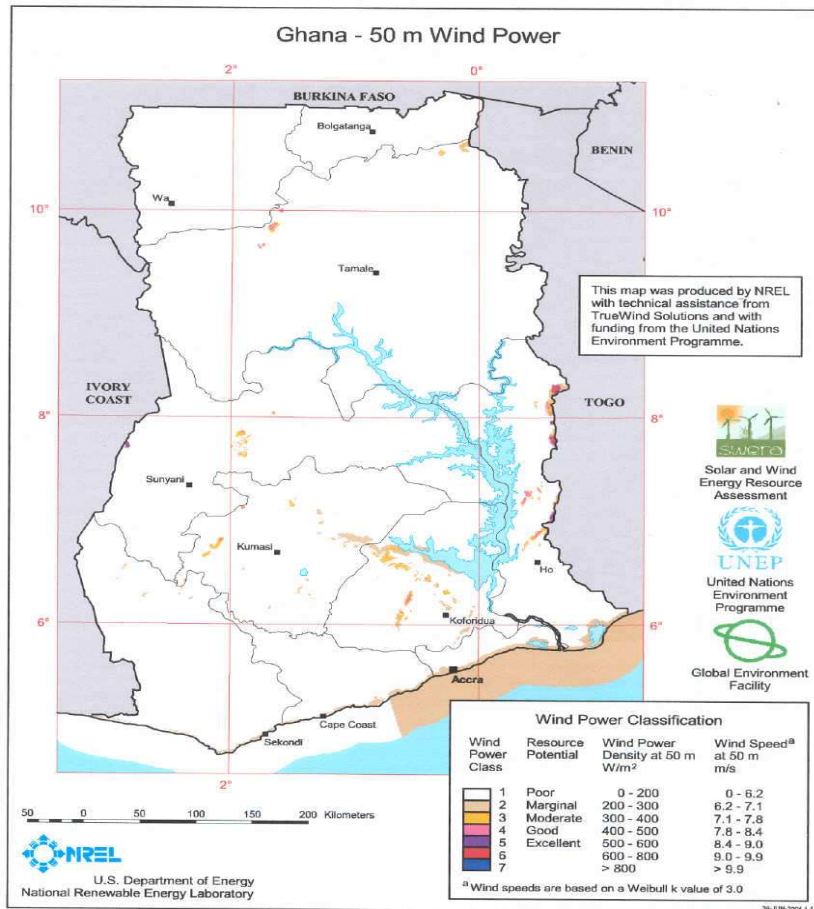 Ghana - 50 m Wind Power
2°
0°
BURKINA FASO
Bolgatanga
BENIN
Wa
10°
10°
Tamale
This map was produced by NREL
with technical assistance from
TrueWind Solutions and with
funding from the United Nations
Environment Programme.
IVORY
COAST
TOGO
8°
8°
swera
Solar and Wind
Energy Resource
Assessment
Sunyani
Kumasi
UNEP
Ho
United Nations
Environment
Programme
6°
Koforidua
6°
Global Environment
Facility
Accra
Cape Coast
Sekondi
2°
0°
Wind Power Classification
Wind Power Class Resource Potential Wind Power Density at 50 m W/m² Wind Speedᵃ at 50 m m/s
1 Poor 0 - 200 0 - 6.2
2 Marginal 200 - 300 6.2 - 7.1
3 Moderate 300 - 400 7.1 - 7.8
4 Good 400 - 500 7.8 - 8.4
5 Excellent 500 - 600 8.4 - 9.0
6 600 - 800 9.0 - 9.9
7 > 800 > 9.9
ᵃ Wind speeds are based on a Weibull k value of 3.0
50 0 50 100 150 200 Kilometers
NREL
U.S. Department of Energy
National Renewable Energy Laboratory